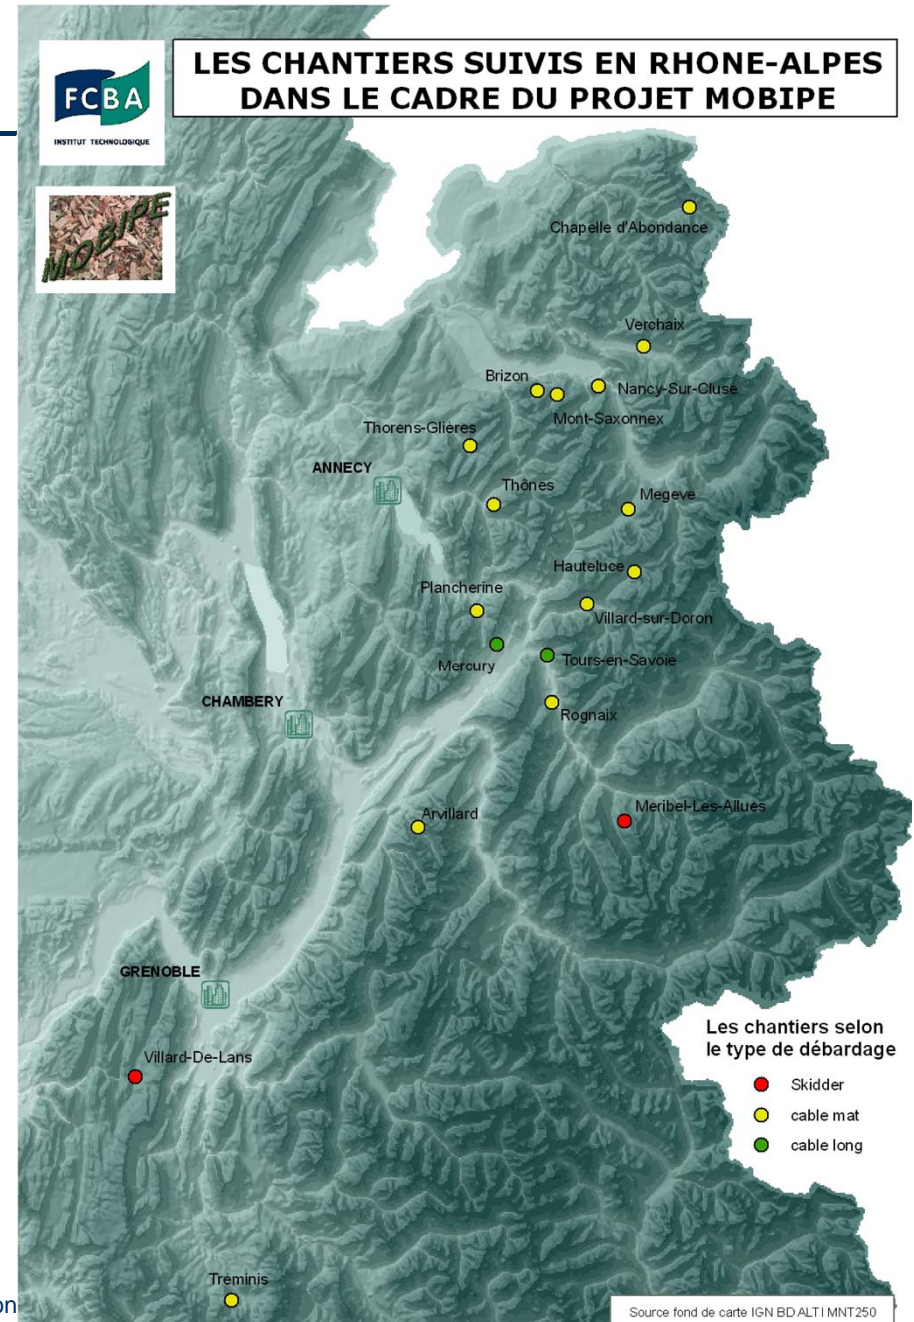 LES CHANTIERS SUIVIS EN RHONE-ALPES
DANS LE CADRE DU PROJET MOBIPE
FCBA
INSTITUT TECHNOLOGIQUE
MOBIPE
Chapelle d'Abondance
Verchaix
Brizon
Nancy-Sur-Cluse
Mont-Saxonnex
Thorens-Glières
ANNECY
Thônes
Megeve
Hauteluce
Plancherine
Villard-sur-Doron
Mercury
Tours-en-Savoie
CHAMBERY
Rognaix
Meribel-Les-Allues
Arvillard
GRENOBLE
Villard-De-Lans
Les chantiers selon
le type de débardage
Skidder
cable mat
cable long
Tréminis
on
Source fond de carte IGN BD ALTI MNT250